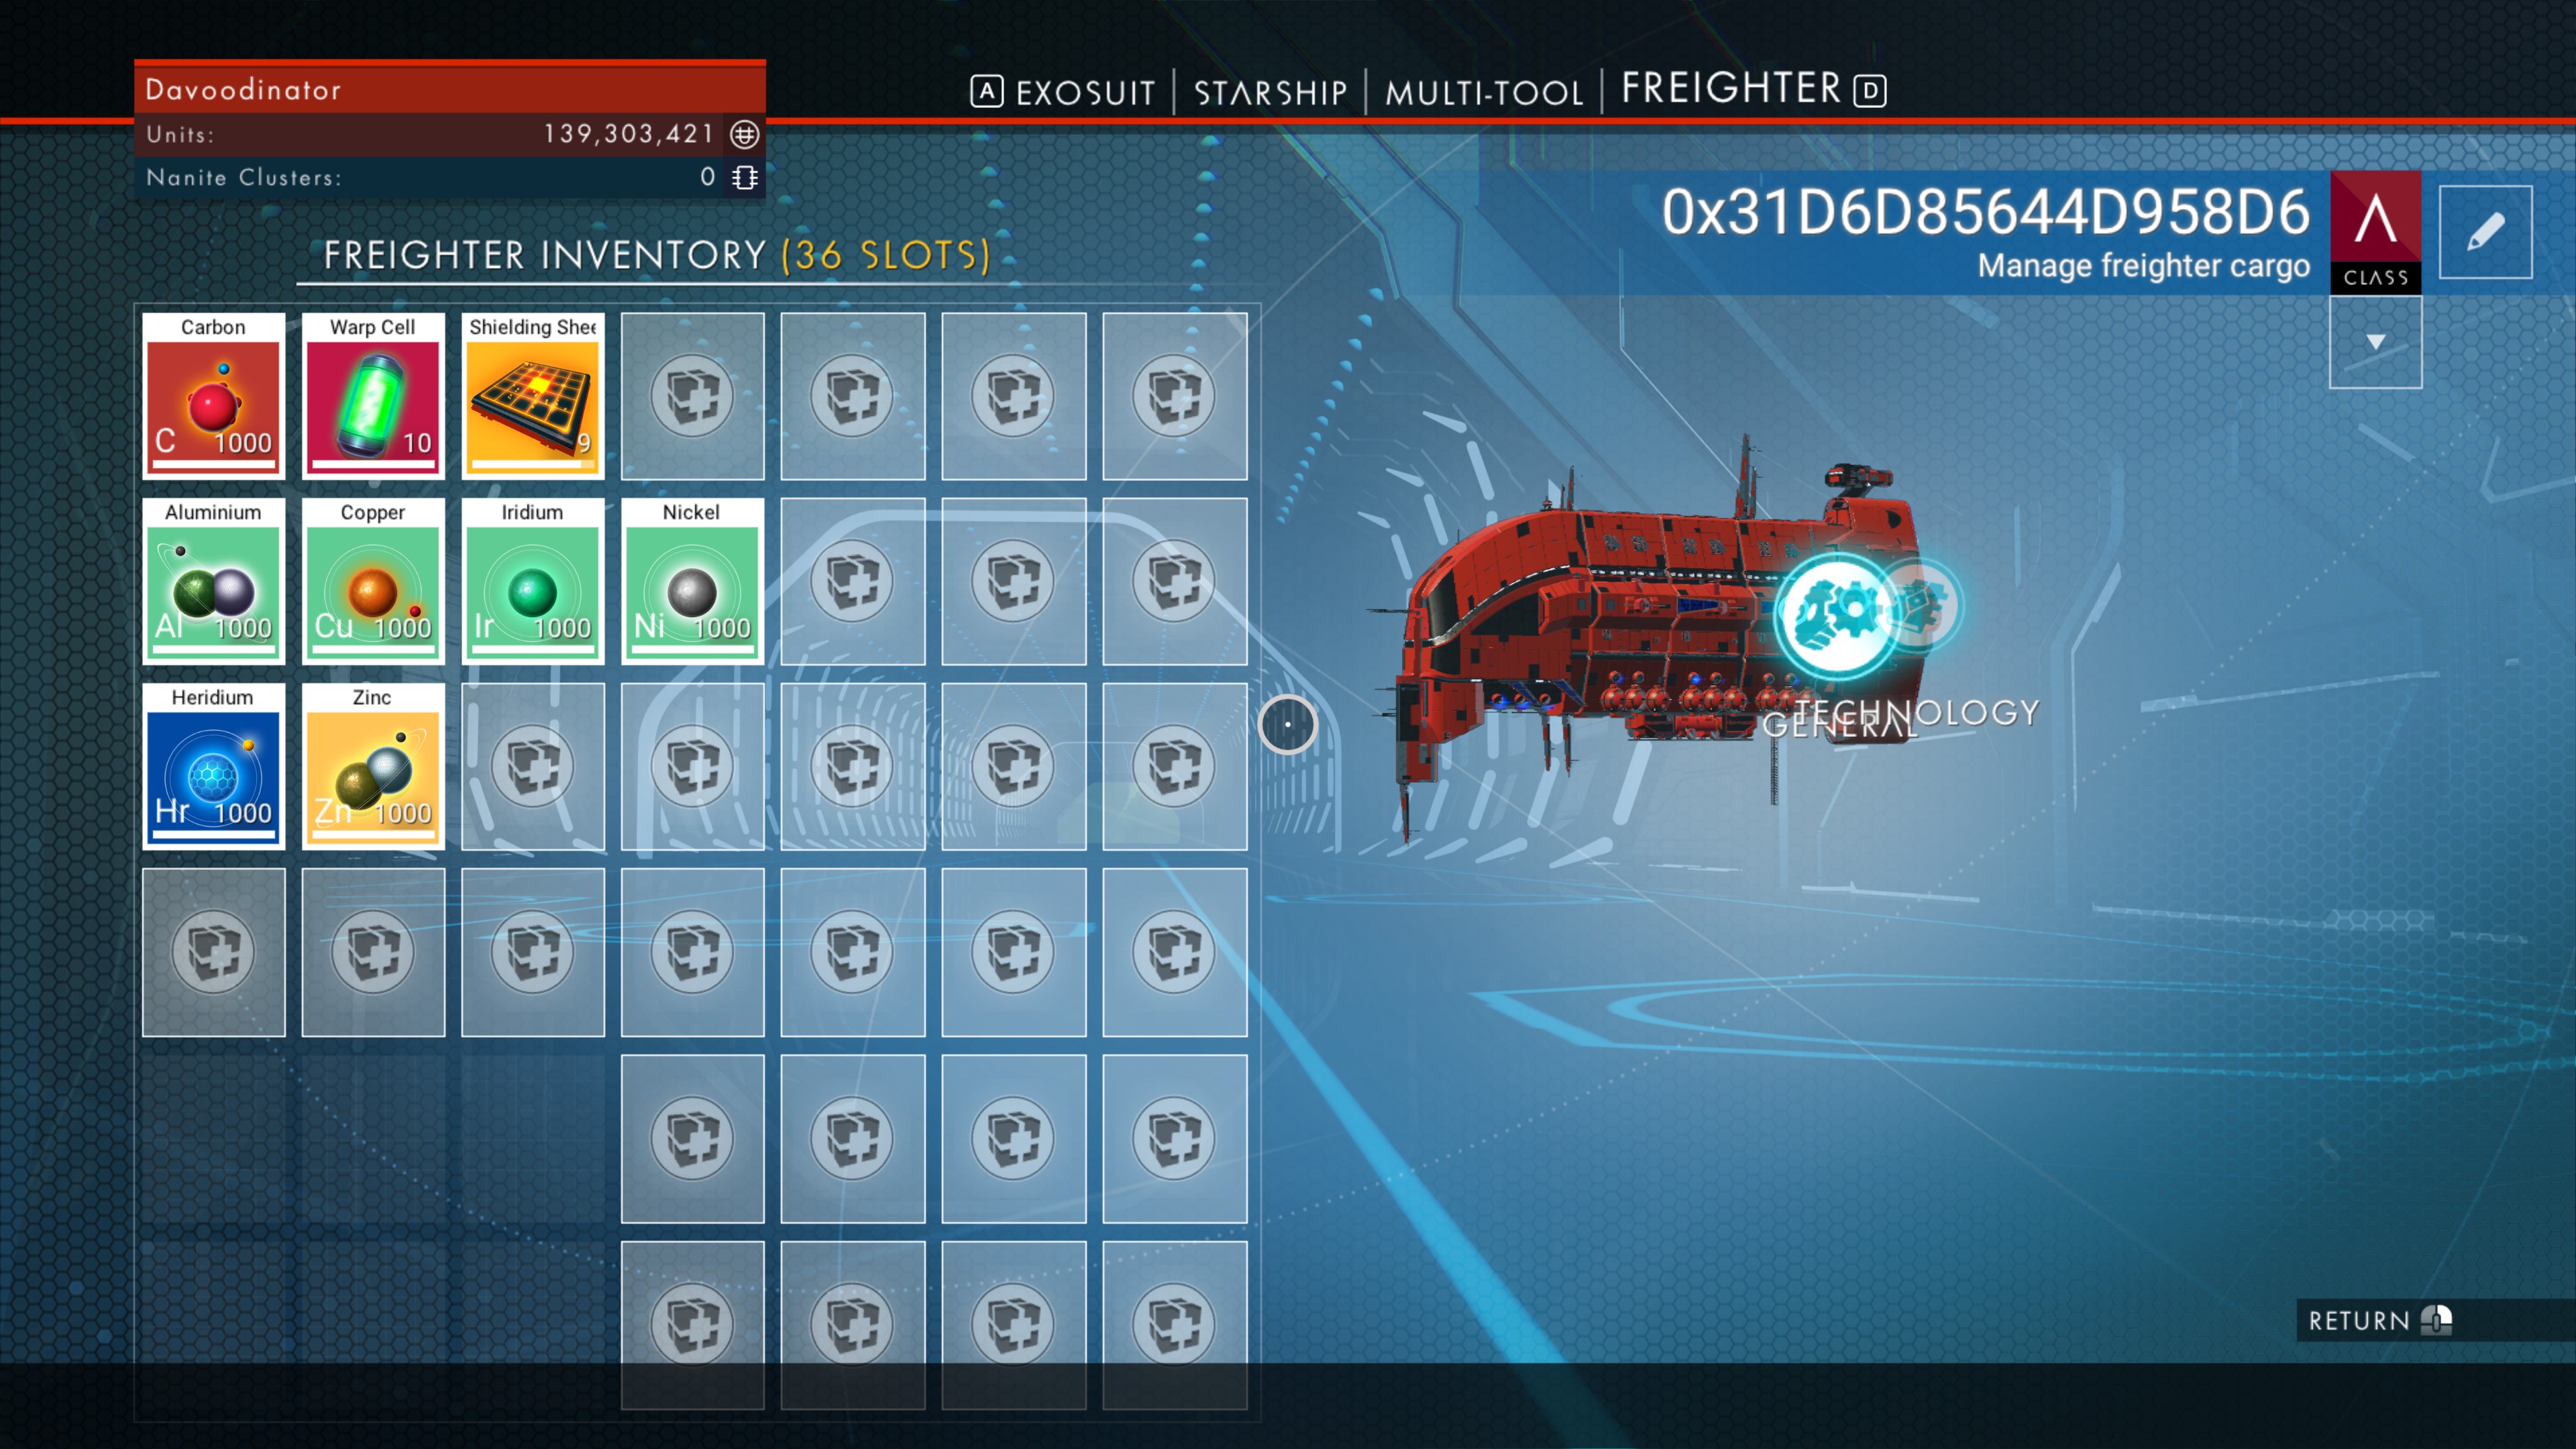 Davoodinator
Units: 139,303,421
Nanite Clusters: 0
A EXOSUIT STARSHIP MULTI-TOOL FREIGHTER D
0x31D6D85644D958D6
Manage freighter cargo
CLASS
FREIGHTER INVENTORY (36 SLOTS)
Carbon Warp Cell Shielding Shee
C 1000 10 9
Aluminium Copper Iridium Nickel
Al 1000 Cu 1000 Ir 1000 Ni 1000
Heridium Zinc
Hr 1000 Zn 1000
TECHNOLOGY
GENERAL
RETURN